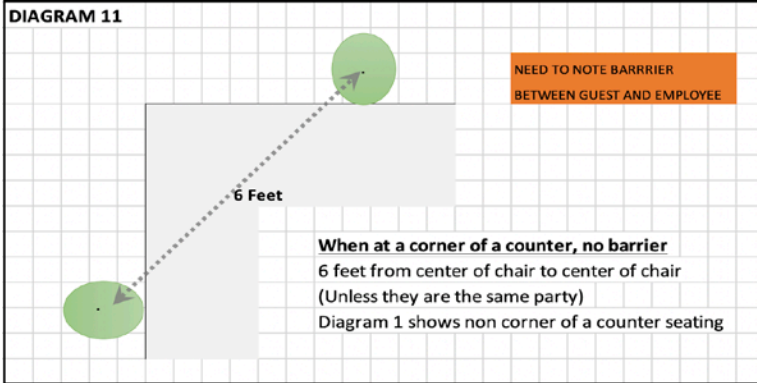 DIAGRAM 11
NEED TO NOTE BARRRIER
BETWEEN GUEST AND EMPLOYEE
6 Feet
When at a corner of a counter, no barrier
6 feet from center of chair to center of chair
(Unless they are the same party)
Diagram 1 shows non corner of a counter seating